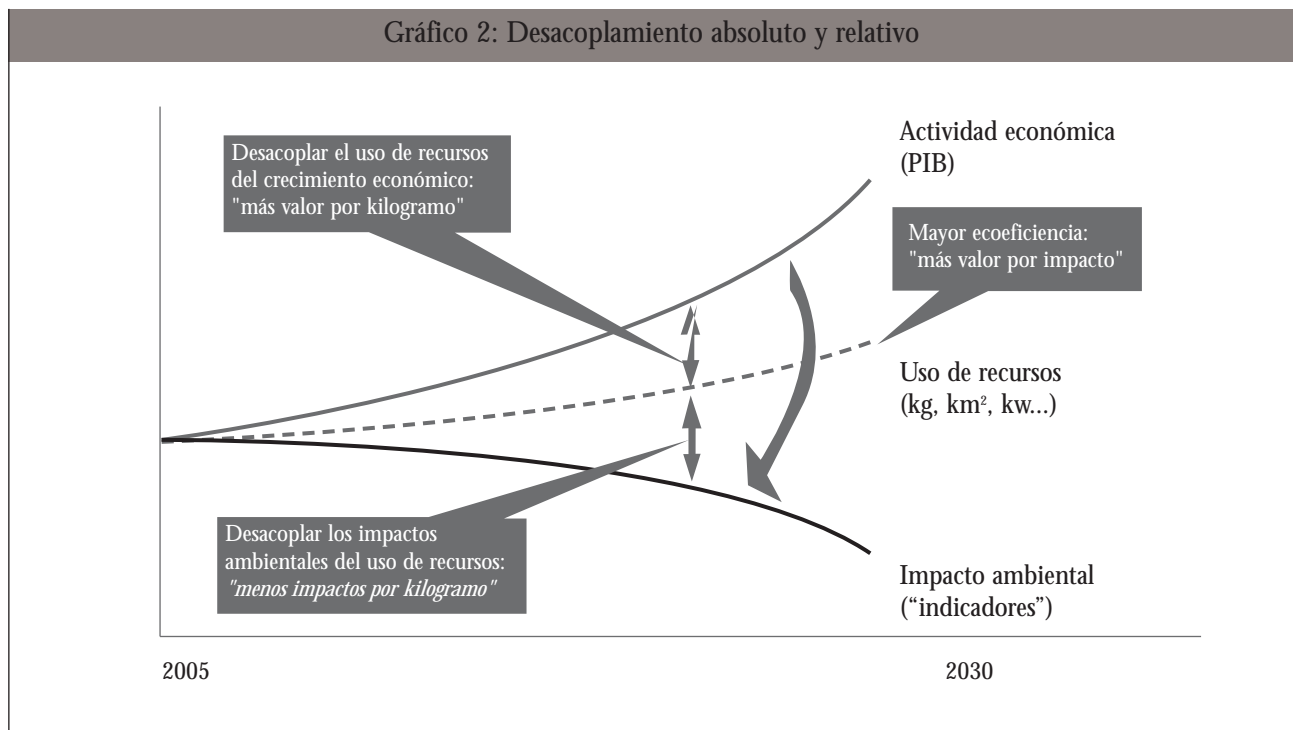 Gráfico 2: Desacoplamiento absoluto y relativo
Desacoplar el uso de recursos
del crecimiento económico:
"más valor por kilogramo"
Actividad económica
(PIB)
Mayor ecoeficiencia:
"más valor por impacto"
Uso de recursos
(kg, km², kw...)
Desacoplar los impactos
ambientales del uso de recursos:
"menos impactos por kilogramo"
Impacto ambiental
(“indicadores”)
2005
2030